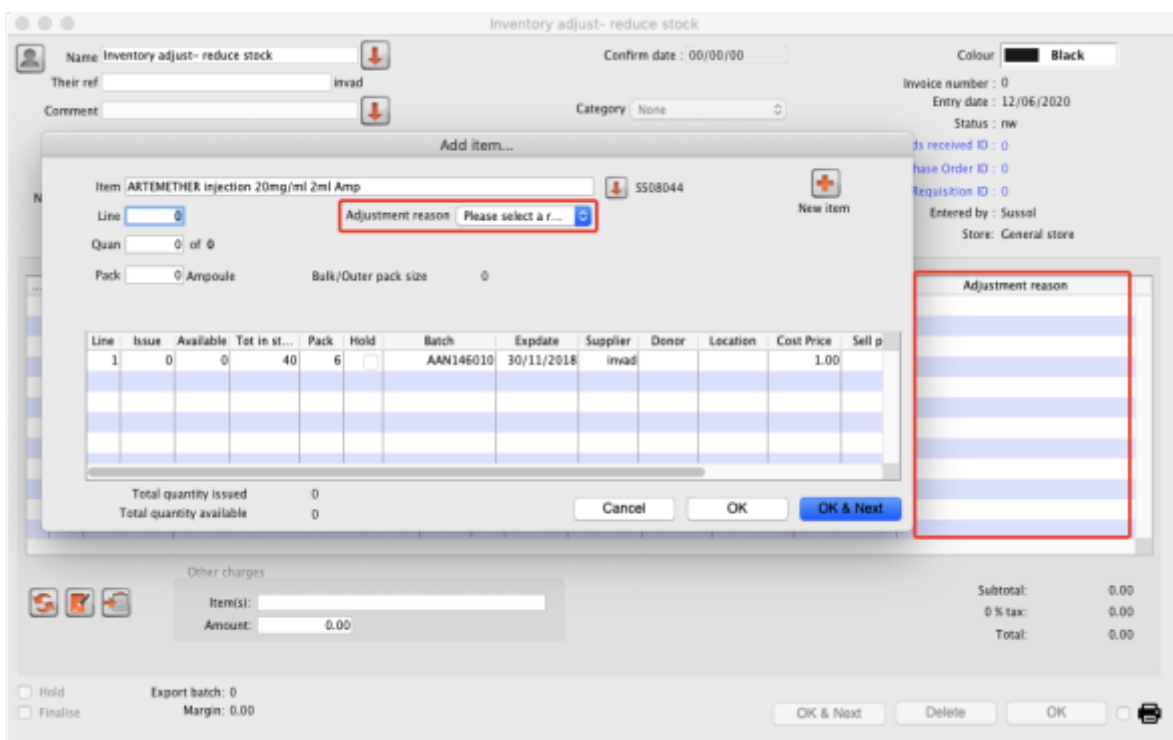 Inventory adjust- reduce stock
Name Inventory adjust- reduce stock Confirm date : 00/00/00 Colour Black
Their ref invad Invoice number : 0
Comment Category None Entry date : 12/06/2020
Status : nw
Add item...
ds received ID : 0
hase Order ID : 0
Item ARTEMETHER injection 20mg/ml 2ml Amp SS08044
Requisition ID : 0
N
Line 0 Adjustment reason Please select a r... New item Entered by : Sussol
Quan 0 of 0 Store: General store
Pack 0 Ampoule Bulk/Outer pack size 0
Adjustment reason
Line Issue Available Tot in st... Pack Hold Batch Expdate Supplier Donor Location Cost Price Sell p
1 0 0 40 6 AAN146010 30/11/2018 invad 1.00
Total quantity issued 0
Total quantity available 0
Cancel OK OK & Next
Other charges
Item(s):
Amount: 0.00
Subtotal: 0.00
0 % tax: 0.00
Total: 0.00
Hold Export batch: 0
Finalise Margin: 0.00
OK & Next Delete OK